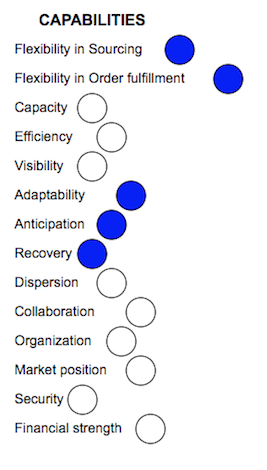 CAPABILITIES
Flexibility in Sourcing
Flexibility in Order fulfillment
Capacity
Efficiency
Visibility
Adaptability
Anticipation
Recovery
Dispersion
Collaboration
Organization
Market position
Security
Financial strength